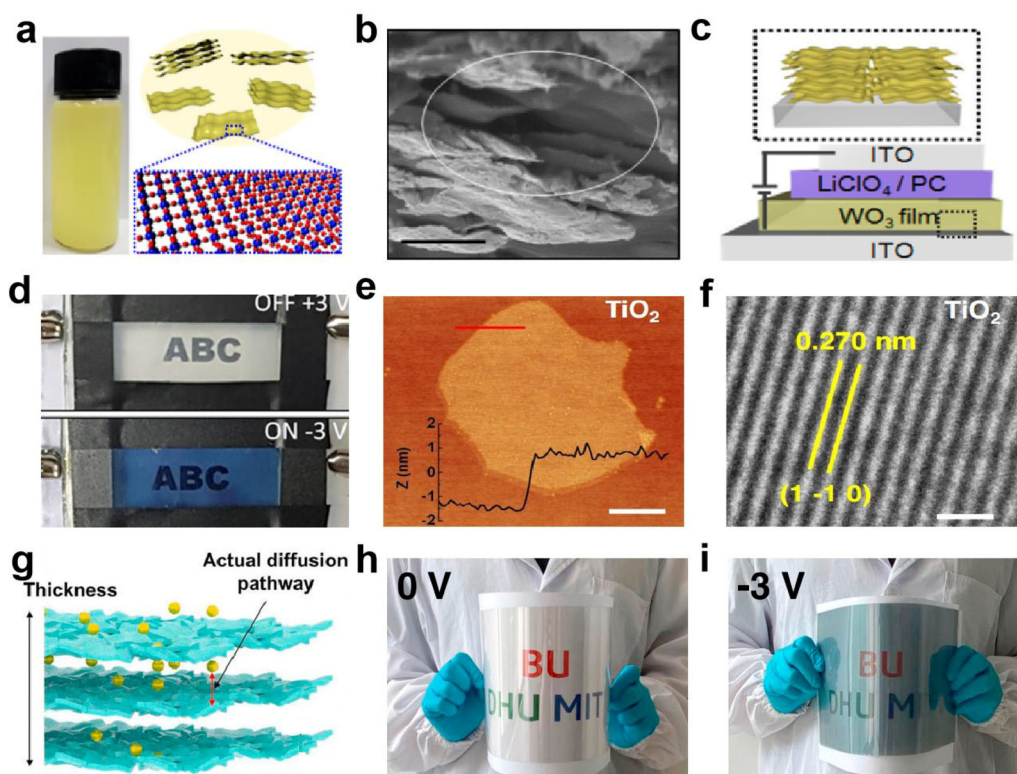 a
b
c
ITO
LiClO4 / PC
WO3 film
ITO
d
OFF +3 V
ABC
ON -3 V
ABC
e
TiO2
2
1
0
-1
-2
Z (nm)
f
TiO2
0.270 nm
(1 -1 0)
g
Thickness
Actual diffusion
pathway
h
0 V
BU
DHU MIT
i
-3 V
BU
DHU MIT